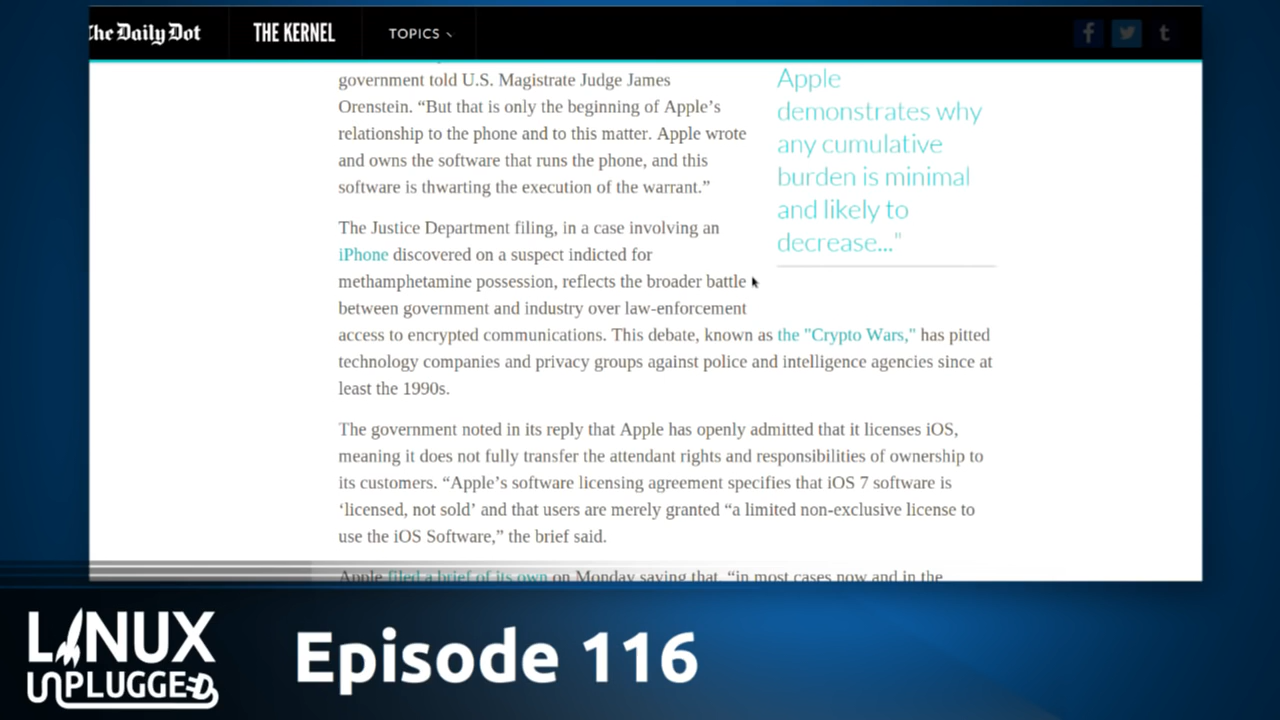 The Daily Dot
THE KERNEL
TOPICS
f
t
government told U.S. Magistrate Judge James
Orenstein. “But that is only the beginning of Apple’s
relationship to the phone and to this matter. Apple wrote
and owns the software that runs the phone, and this
software is thwarting the execution of the warrant.”
Apple
demonstrates why
any cumulative
burden is minimal
and likely to
decrease..."
The Justice Department filing, in a case involving an
iPhone discovered on a suspect indicted for
methamphetamine possession, reflects the broader battle
between government and industry over law-enforcement
access to encrypted communications. This debate, known as the "Crypto Wars," has pitted
technology companies and privacy groups against police and intelligence agencies since at
least the 1990s.
The government noted in its reply that Apple has openly admitted that it licenses iOS,
meaning it does not fully transfer the attendant rights and responsibilities of ownership to
its customers. “Apple’s software licensing agreement specifies that iOS 7 software is
‘licensed, not sold’ and that users are merely granted “a limited non-exclusive license to
use the iOS Software,” the brief said.
Apple filed a brief of its own on Monday saying that, “in most cases now and in the
LINUX
UNPLUGGED
Episode 116